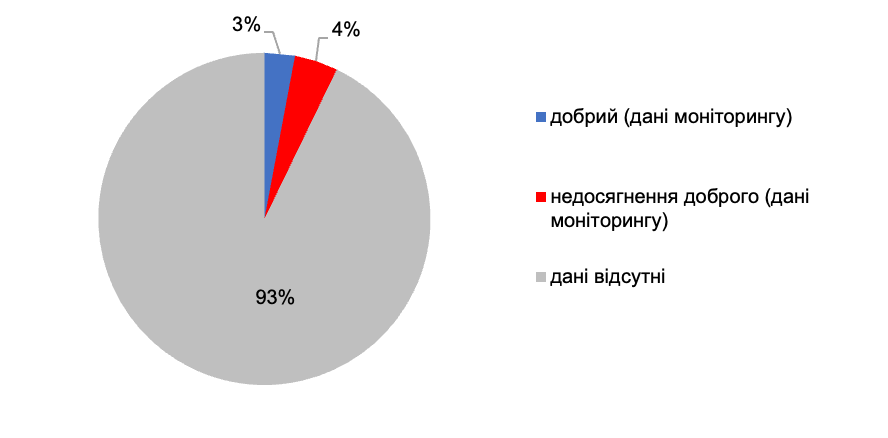 3%
4%
93%
добрий (дані моніторингу)
недосягнення доброго (дані
моніторингу)
дані відсутні